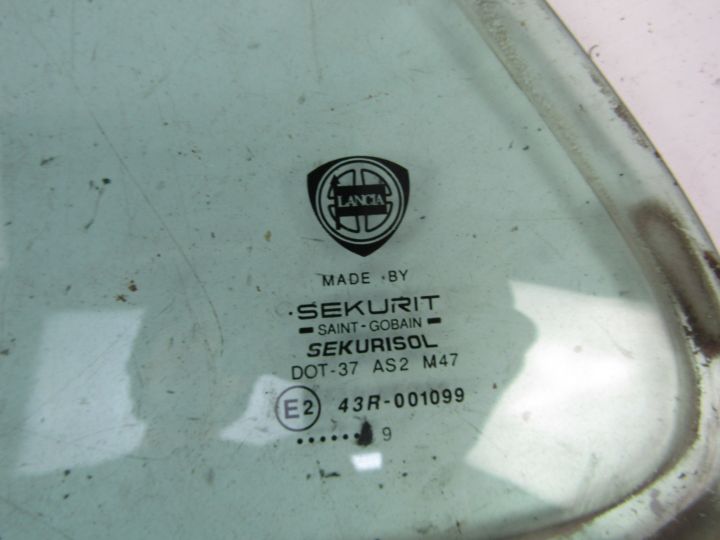 LANCIA
MADE BY
SEKURIT
SAINT-GOBAIN
SEKURISOL
DOT-37 AS2 M47
E2 43R-001099
...... 9